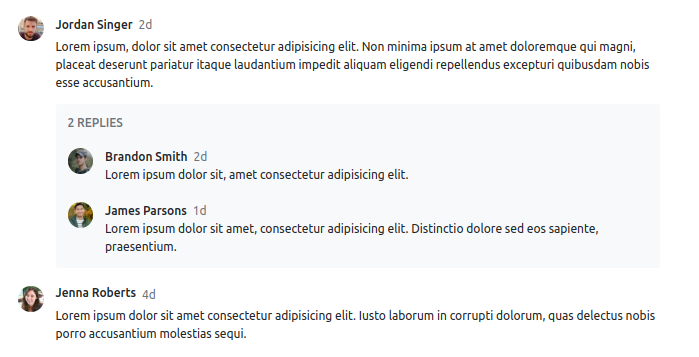 Jordan Singer 2d
Lorem ipsum, dolor sit amet consectetur adipisicing elit. Non minima ipsum at amet doloremque qui magni,
placeat deserunt pariatur itaque laudantium impedit aliquam eligendi repellendus excepturi quibusdam nobis
esse accusantium.
2 REPLIES
Brandon Smith 2d
Lorem ipsum dolor sit, amet consectetur adipisicing elit.
James Parsons 1d
Lorem ipsum dolor sit amet, consectetur adipisicing elit. Distinctio dolore sed eos sapiente,
praesentium.
Jenna Roberts 4d
Lorem ipsum dolor sit amet consectetur adipisicing elit. Iusto laborum in corrupti dolorum, quas delectus nobis
porro accusantium molestias sequi.